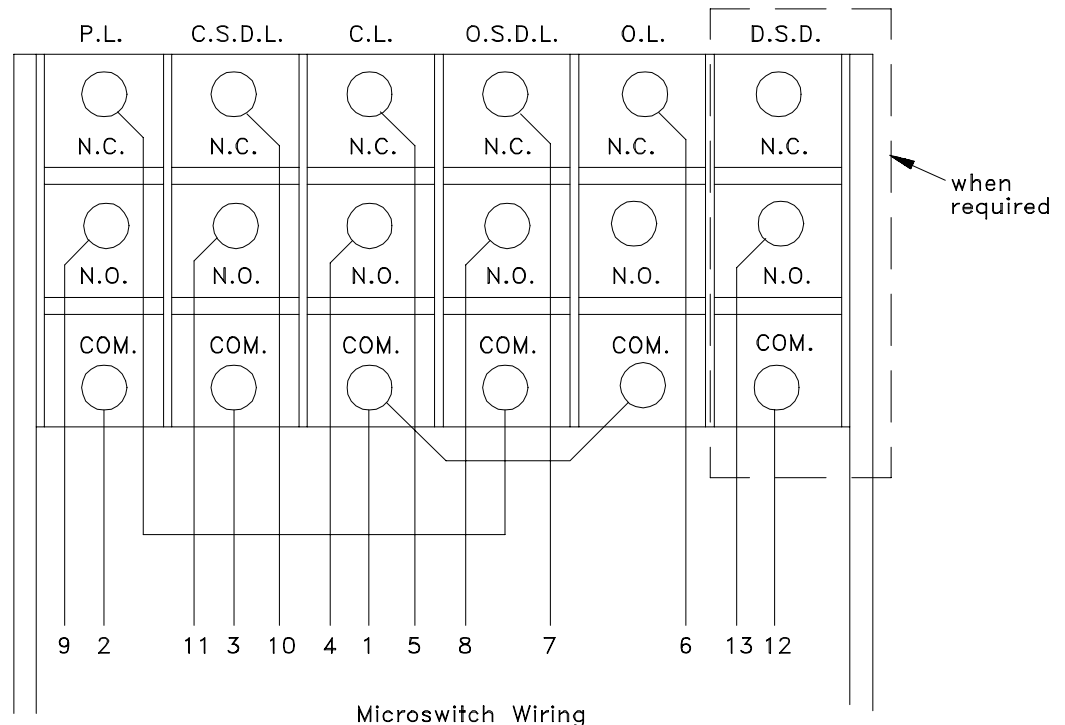 P.L. C.S.D.L. C.L. O.S.D.L. O.L. D.S.D.
N.C. N.C. N.C. N.C. N.C. N.C.
when
required
N.O. N.O. N.O. N.O. N.O. N.O.
COM. COM. COM. COM. COM. COM.
9 2 11 3 10 4 1 5 8 7 6 13 12
Microswitch Wiring